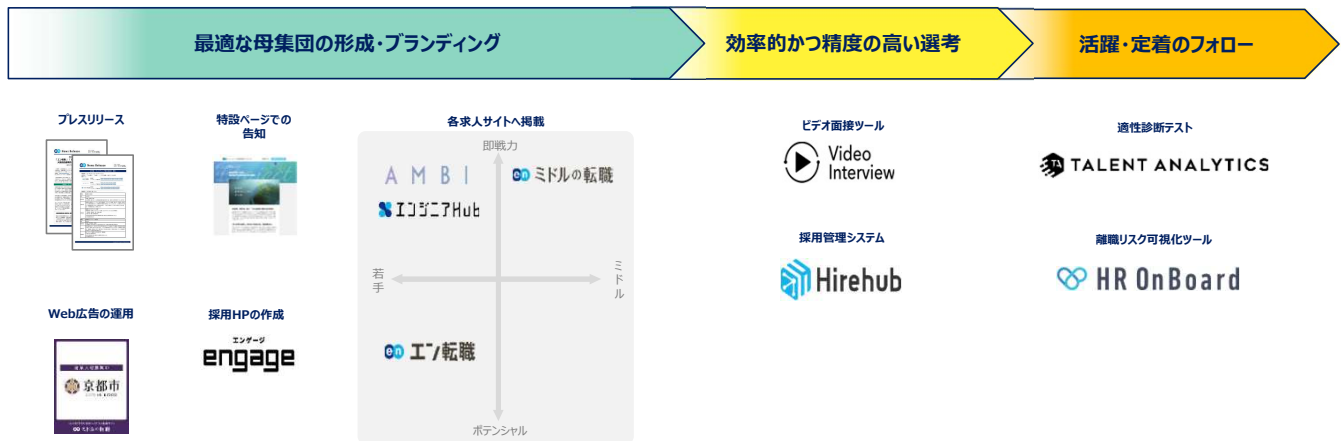 最適な母集団の形成・ブランディング
効率的かつ精度の高い選考
活躍・定着のフォロー
プレスリリース
特設ページでの
告知
各求人サイトへ掲載
即戦力
AMBI
en ミドルの転職
エンジニアHub
若手
ミドル
en エン転職
ポテンシャル
Web広告の運用
京都市
採用HPの作成
エンゲージ
engage
ビデオ面接ツール
Video
Interview
採用管理システム
Hirehub
適性診断テスト
TA TALENT ANALYTICS
離職リスク可視化ツール
HR OnBoard